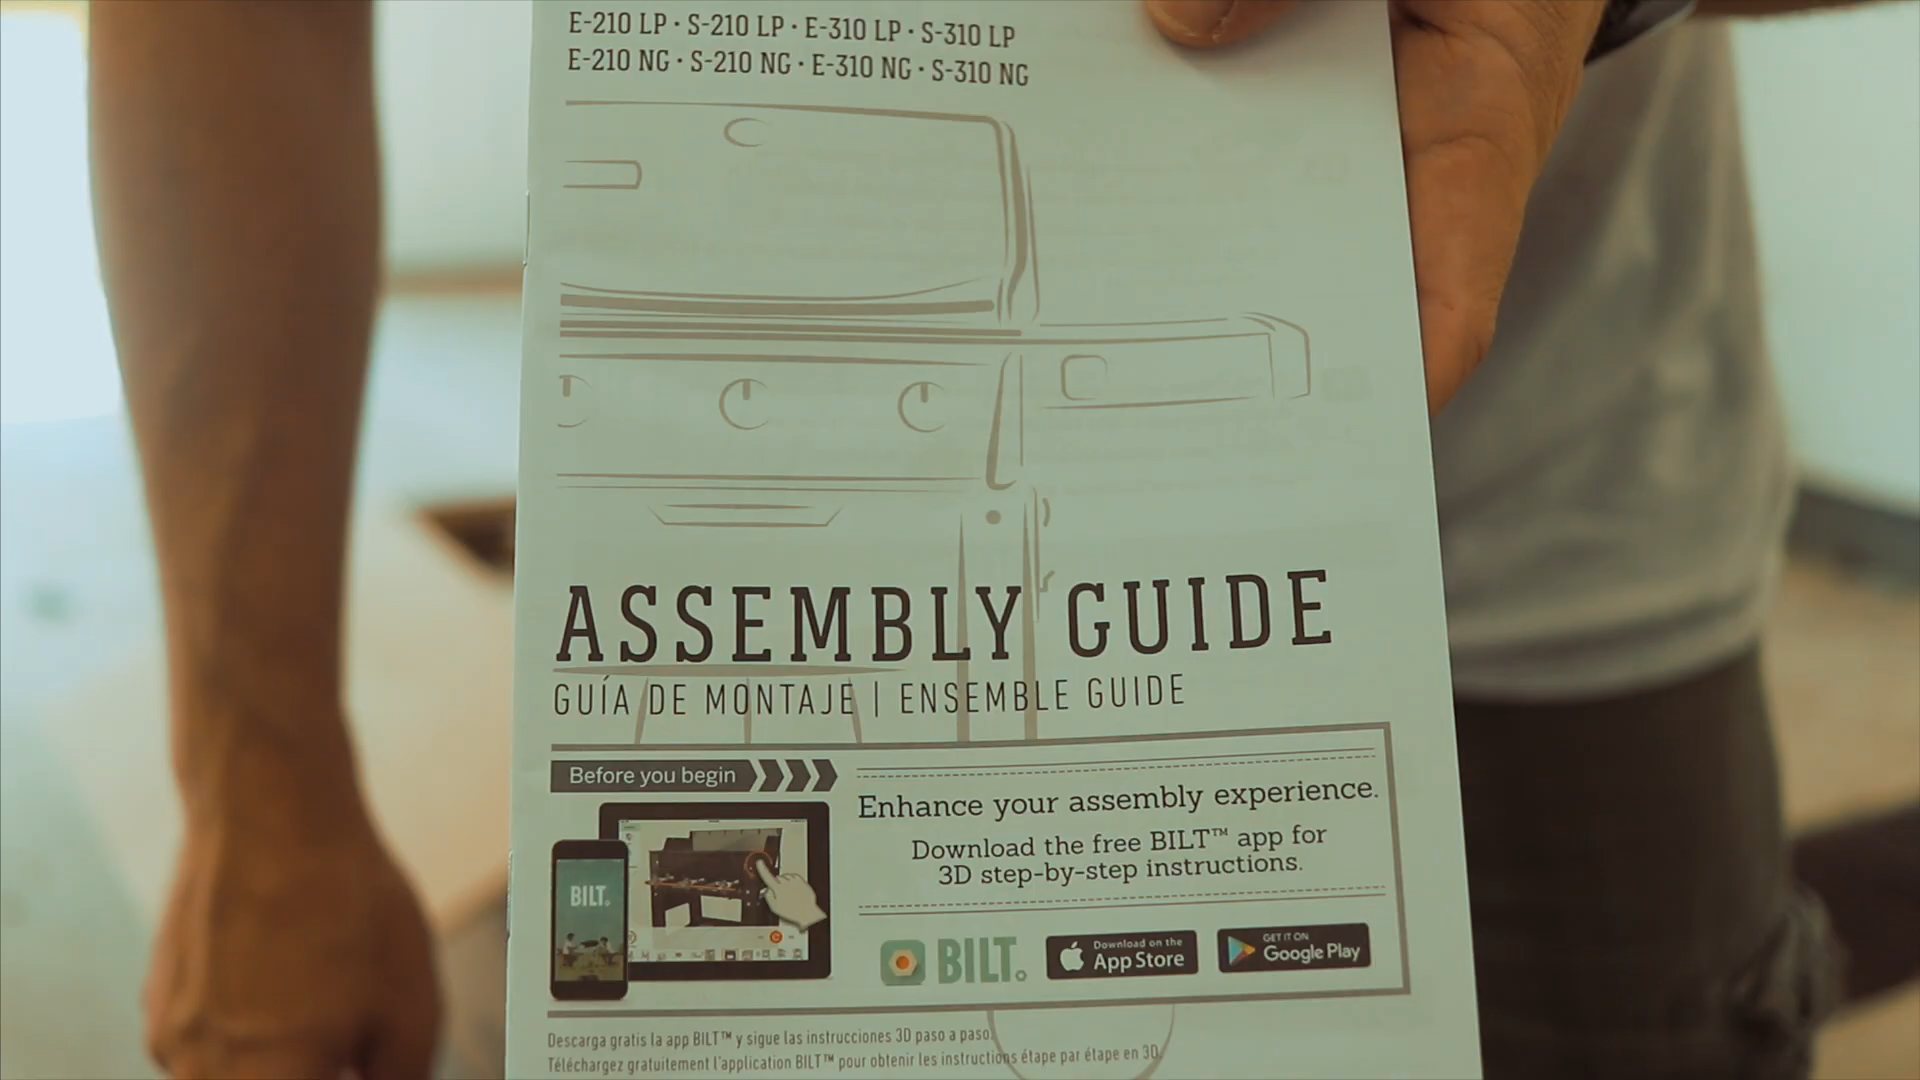 E-210 LP · S-210 LP · E-310 LP · S-310 LP
E-210 NG · S-210 NG · E-310 NG · S-310 NG
ASSEMBLY GUIDE
GUÍA DE MONTAJE | ENSEMBLE GUIDE
Before you begin
Enhance your assembly experience.
Download the free BILT™ app for
3D step-by-step instructions.
BILT
BILT
Download on the
App Store
GET IT ON
Google Play
Descarga gratis la app BILT™ y sigue las instrucciones 3D paso a paso.
Téléchargez gratuitement l'application BILT™ pour obtenir les instructions étape par étape en 3D.